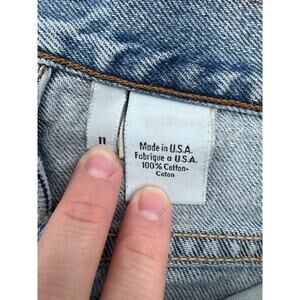 11
Made in U.S.A.
Fabrique a U.S.A.
100% Cotton-
Coton